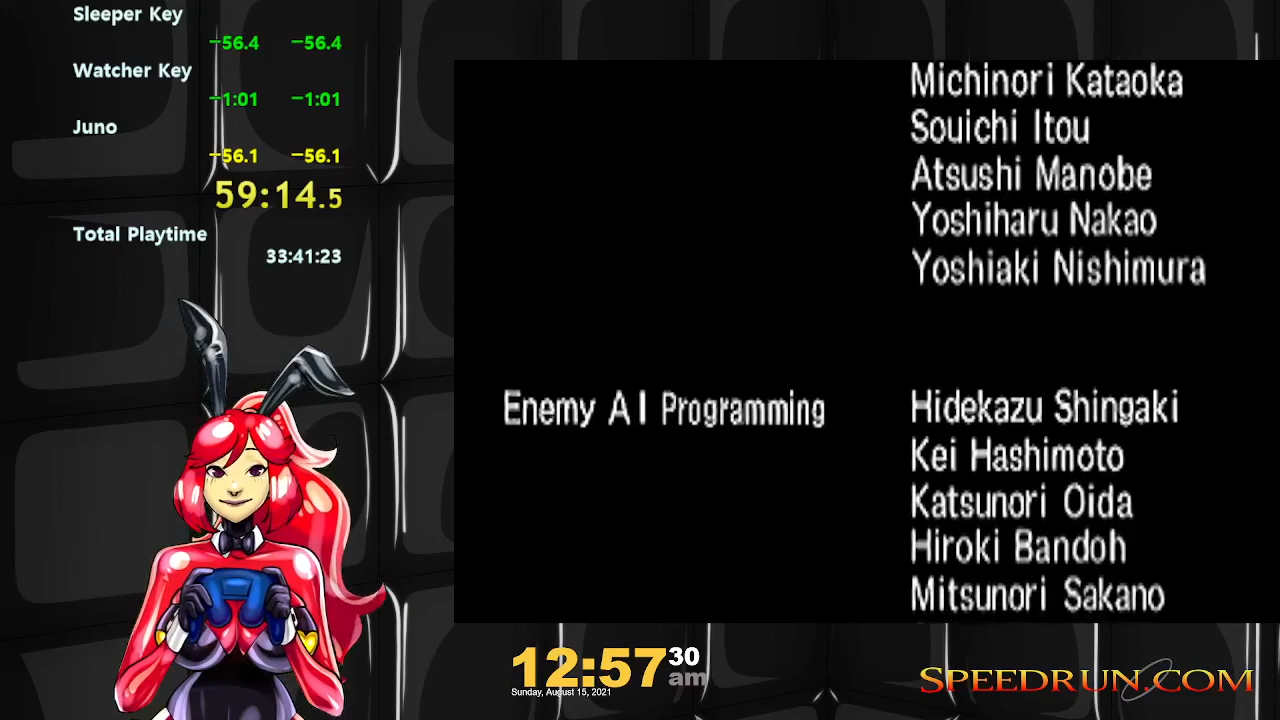 Sleeper Key
−56.4 −56.4
Watcher Key
−1:01 −1:01
Juno
−56.1 −56.1
59:14.5
Total Playtime
33:41:23
Michinori Kataoka
Souichi Itou
Atsushi Manobe
Yoshiharu Nakao
Yoshiaki Nishimura
Enemy AI Programming
Hidekazu Shingaki
Kei Hashimoto
Katsunori Oida
Hiroki Bandoh
Mitsunori Sakano
12:57 30 am
Sunday, August 15, 2021
SPEEDRUN.COM